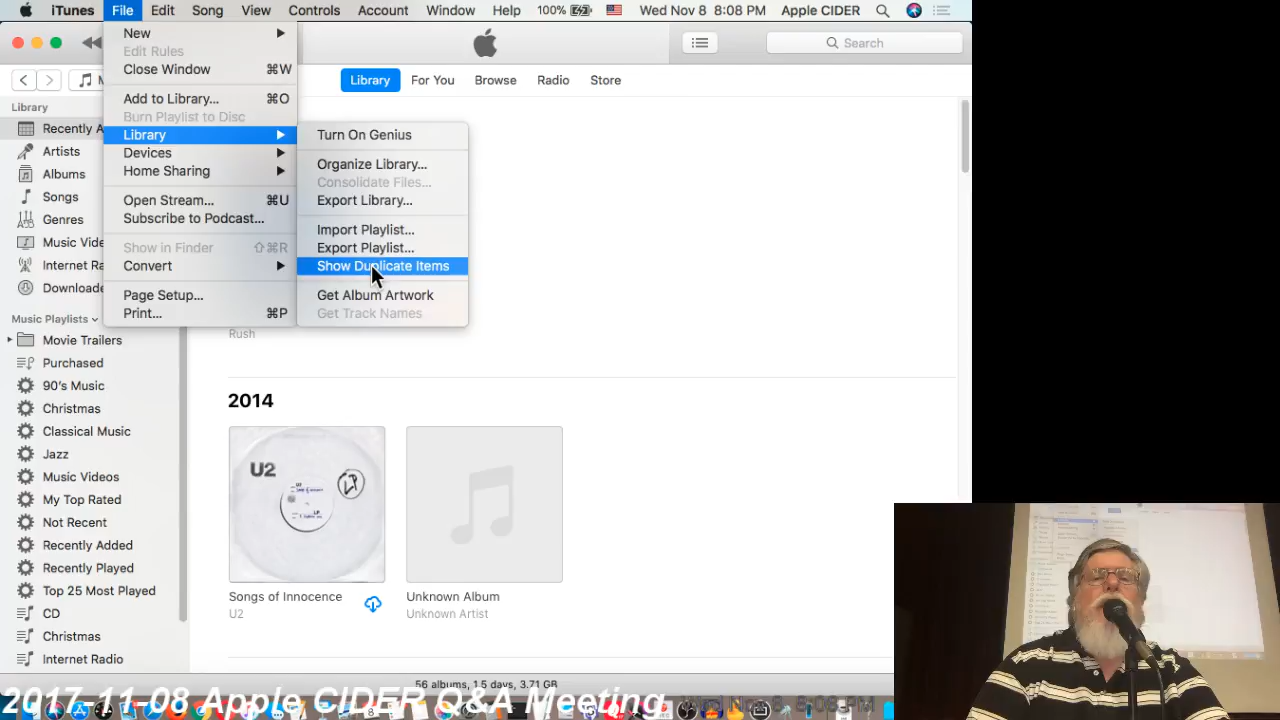 iTunes File Edit Song View Controls Account Window Help 100% Wed Nov 8 8:08 PM Apple CIDER
Search
Library For You Browse Radio Store
New
Edit Rules
Close Window ⌘W
Add to Library... ⌘O
Burn Playlist to Disc
Library
Devices
Home Sharing
Open Stream... ⌘U
Subscribe to Podcast...
Show in Finder ⇧⌘R
Convert
Page Setup...
Print... ⌘P
Turn On Genius
Organize Library...
Consolidate Files...
Export Library...
Import Playlist...
Export Playlist...
Show Duplicate Items
Get Album Artwork
Get Track Names
Library
Recently A
Artists
Albums
Songs
Genres
Music Vide
Internet Ra
Downloade
Music Playlists
Movie Trailers
Purchased
90's Music
Christmas
Classical Music
Jazz
Music Videos
My Top Rated
Not Recent
Recently Added
Recently Played
Top 25 Most Played
CD
Christmas
Internet Radio
Rush
2014
U2
LP
Songs of Innocence
U2
Unknown Album
Unknown Artist
56 albums, 1.5 days, 3.71 GB
2017-11-08 Apple CIDER Q&A Meeting
Wed Nov 8, 8:08 PM